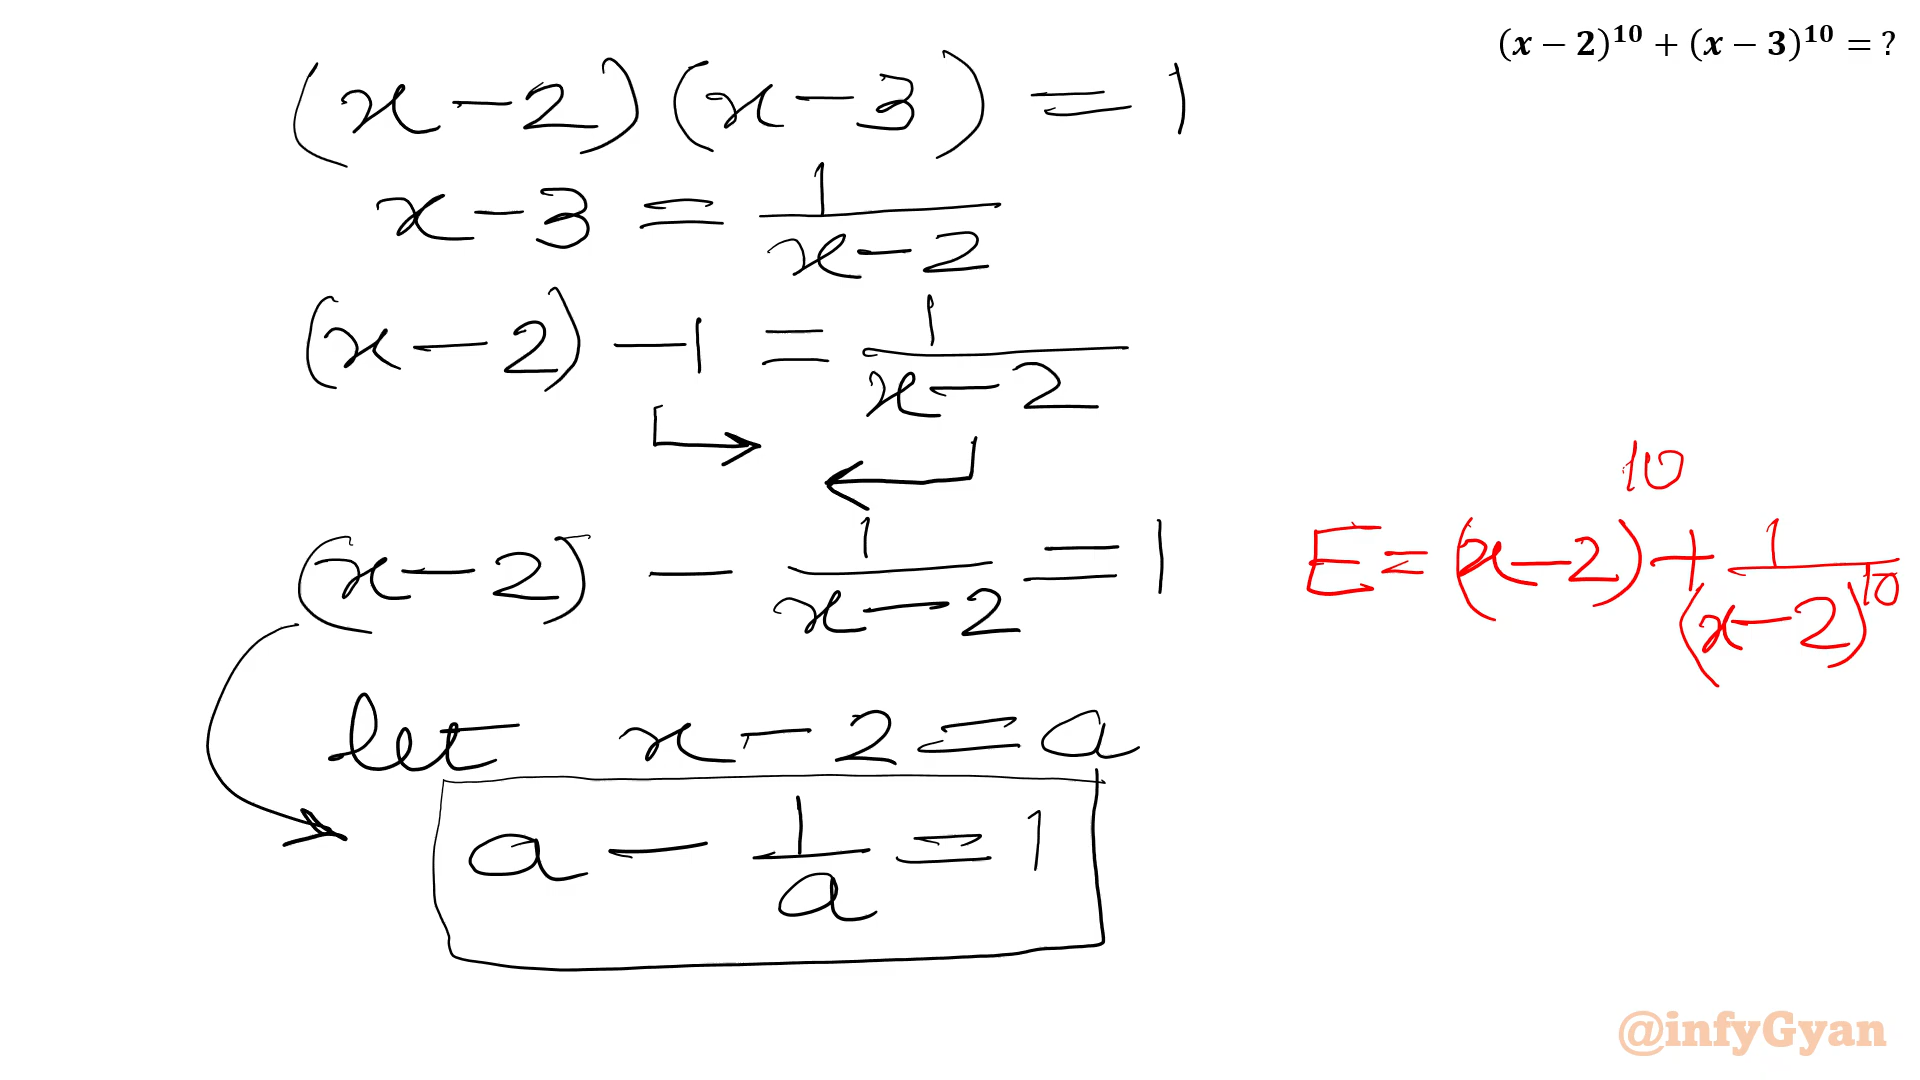 (x − 2)¹⁰ + (x − 3)¹⁰ = ?
(x − 2)(x − 3) = 1
x − 3 = 1/(x − 2)
(x − 2) − 1 = 1/(x − 2)
(x − 2) − 1/(x − 2) = 1
E = (x − 2)¹⁰ + 1/(x − 2)¹⁰
let x − 2 = a
a − 1/a = 1
@infyGyan